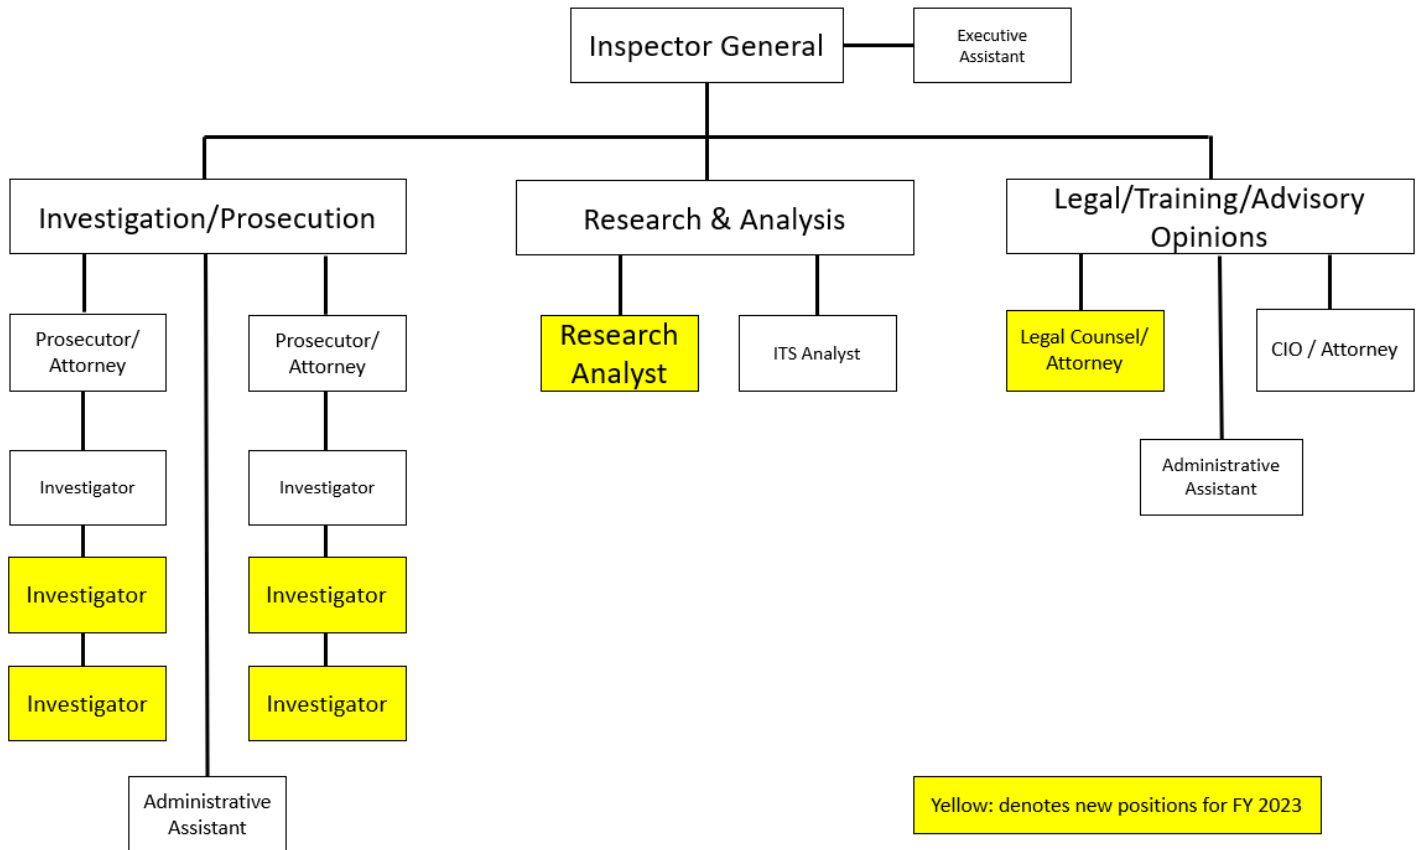 Inspector General
Executive
Assistant
Investigation/Prosecution
Research & Analysis
Legal/Training/Advisory
Opinions
Prosecutor/
Attorney
Prosecutor/
Attorney
Research
Analyst
ITS Analyst
Legal Counsel/
Attorney
CIO / Attorney
Investigator
Investigator
Administrative
Assistant
Investigator
Investigator
Investigator
Investigator
Administrative
Assistant
Yellow: denotes new positions for FY 2023